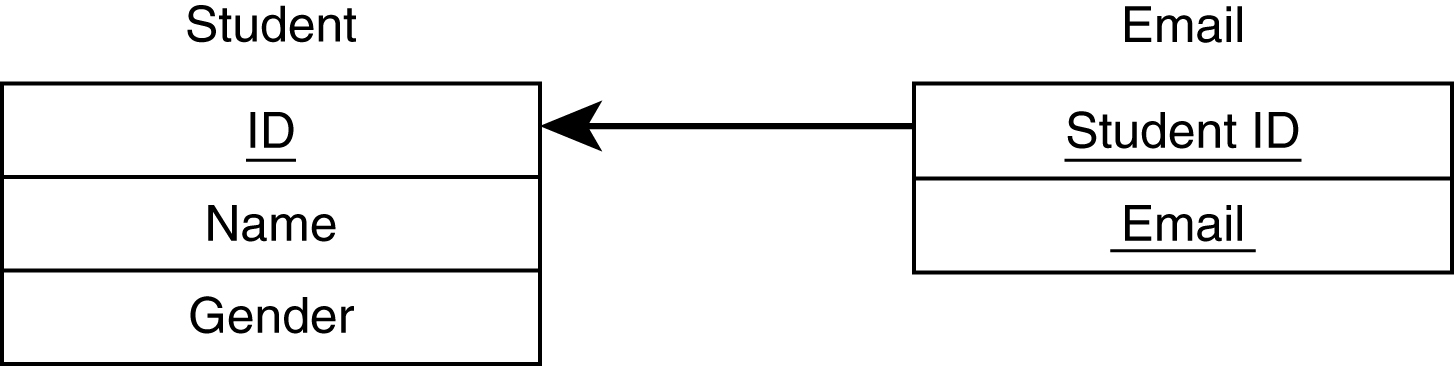 Student
ID
Name
Gender
Email
Student ID
Email